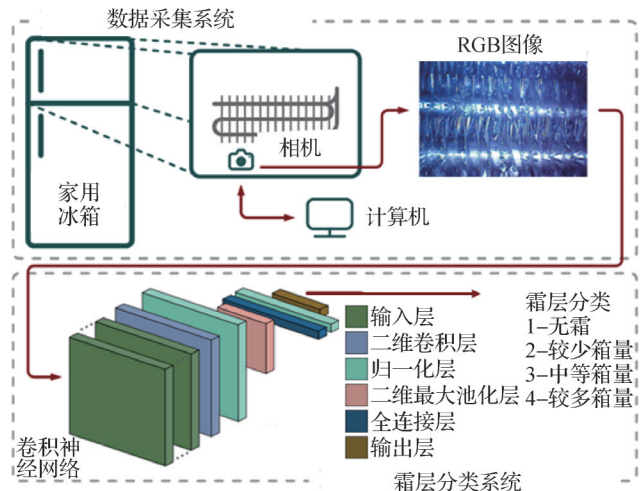 数据采集系统
RGB图像
相机
家用
冰箱
计算机
输入层
二维卷积层
归一化层
二维最大池化层
全连接层
输出层
霜层分类
1-无霜
2-较少箱量
3-中等箱量
4-较多箱量
卷积神
经网络
霜层分类系统